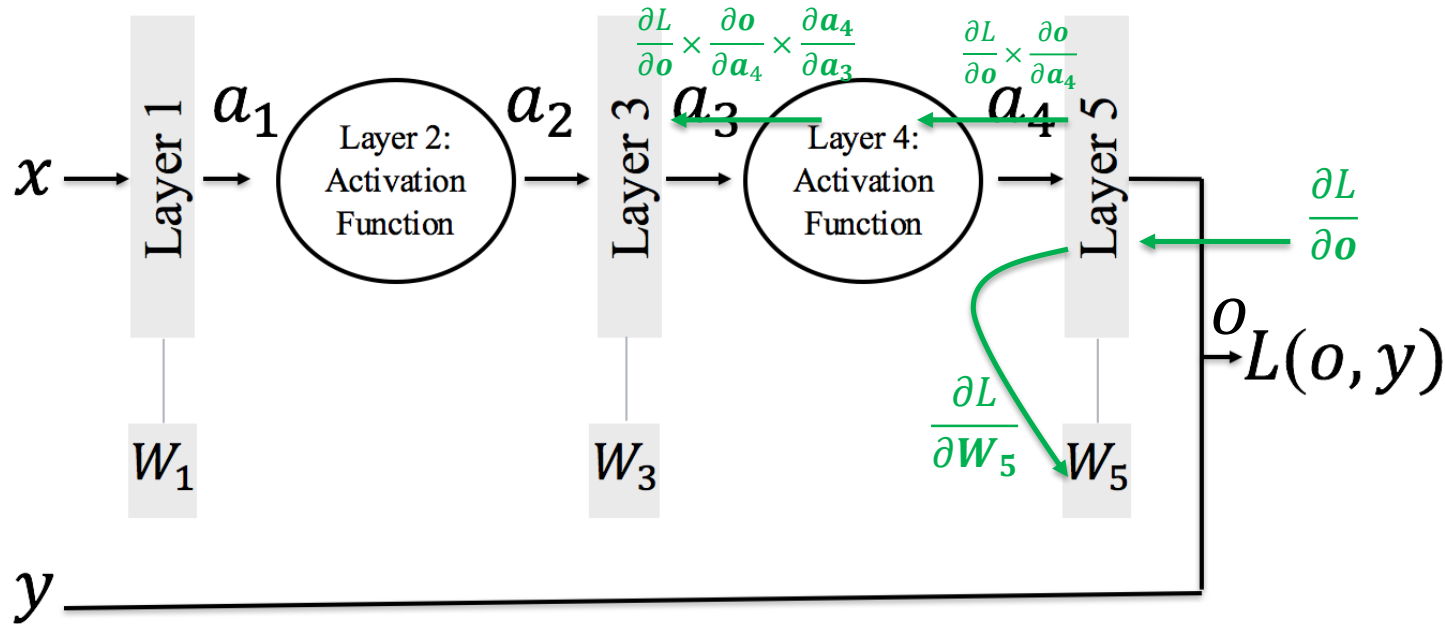 ∂L/∂o × ∂o/∂a₄ × ∂a₄/∂a₃
∂L/∂o × ∂o/∂a₄
a₁
a₂
a₃
a₄
x
Layer 1
Layer 2:
Activation
Function
Layer 3
Layer 4:
Activation
Function
Layer 5
∂L/∂o
o
L(o, y)
∂L/∂W₅
W₁
W₃
W₅
y